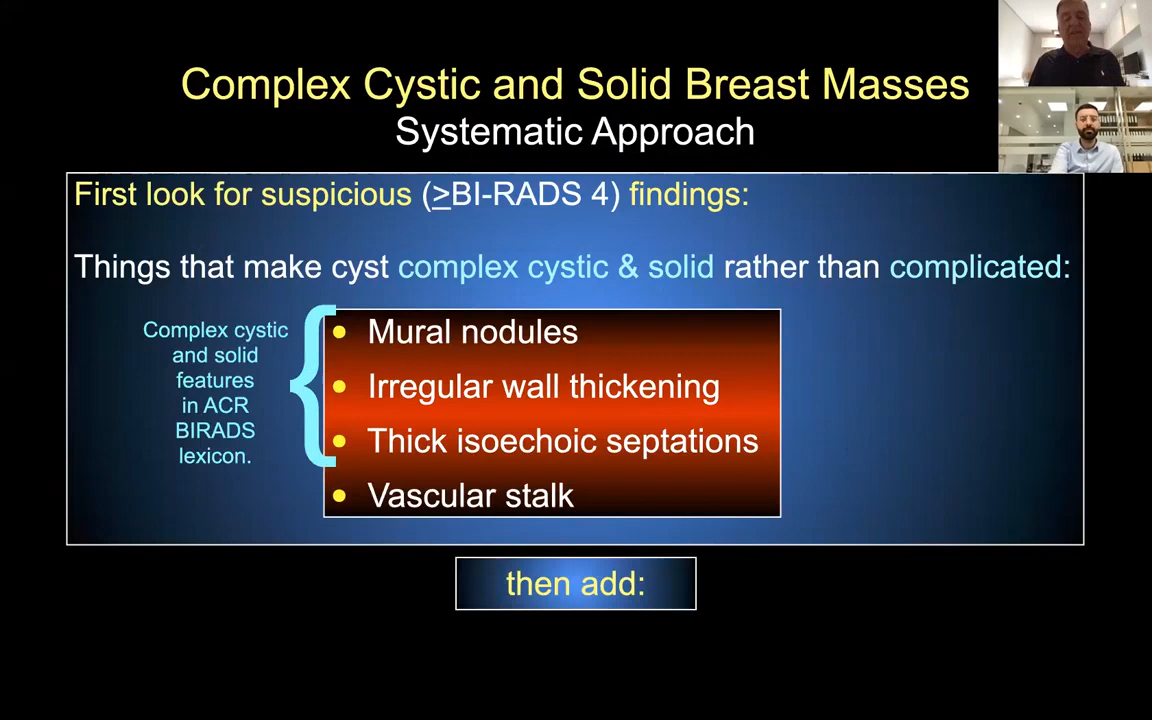 Complex Cystic and Solid Breast Masses
Systematic Approach
First look for suspicious (≥BI-RADS 4) findings:
Things that make cyst complex cystic & solid rather than complicated:
Complex cystic
and solid
features
in ACR
BIRADS
lexicon.
• Mural nodules
• Irregular wall thickening
• Thick isoechoic septations
• Vascular stalk
then add: